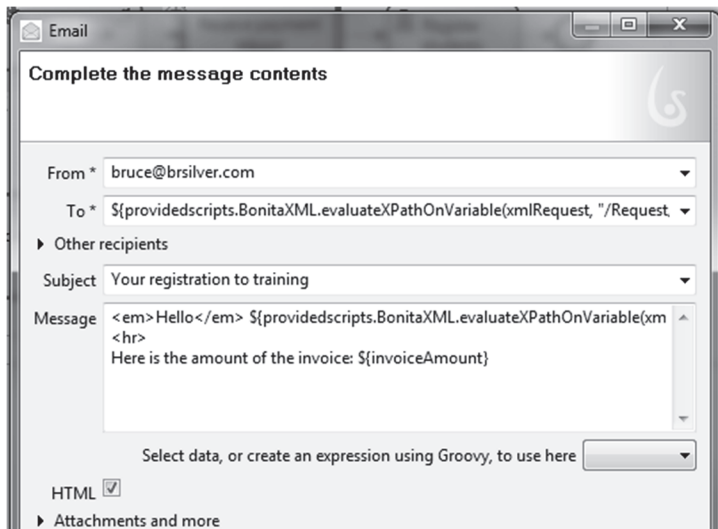 Email
Complete the message contents
From * bruce@brsilver.com
To * ${providedscripts.BonitaXML.evaluateXPathOnVariable(xmlRequest, "/Request,
Other recipients
Subject Your registration to training
Message <em>Hello</em> ${providedscripts.BonitaXML.evaluateXPathOnVariable(xm
<hr>
Here is the amount of the invoice: ${invoiceAmount}
Select data, or create an expression using Groovy, to use here
HTML
Attachments and more